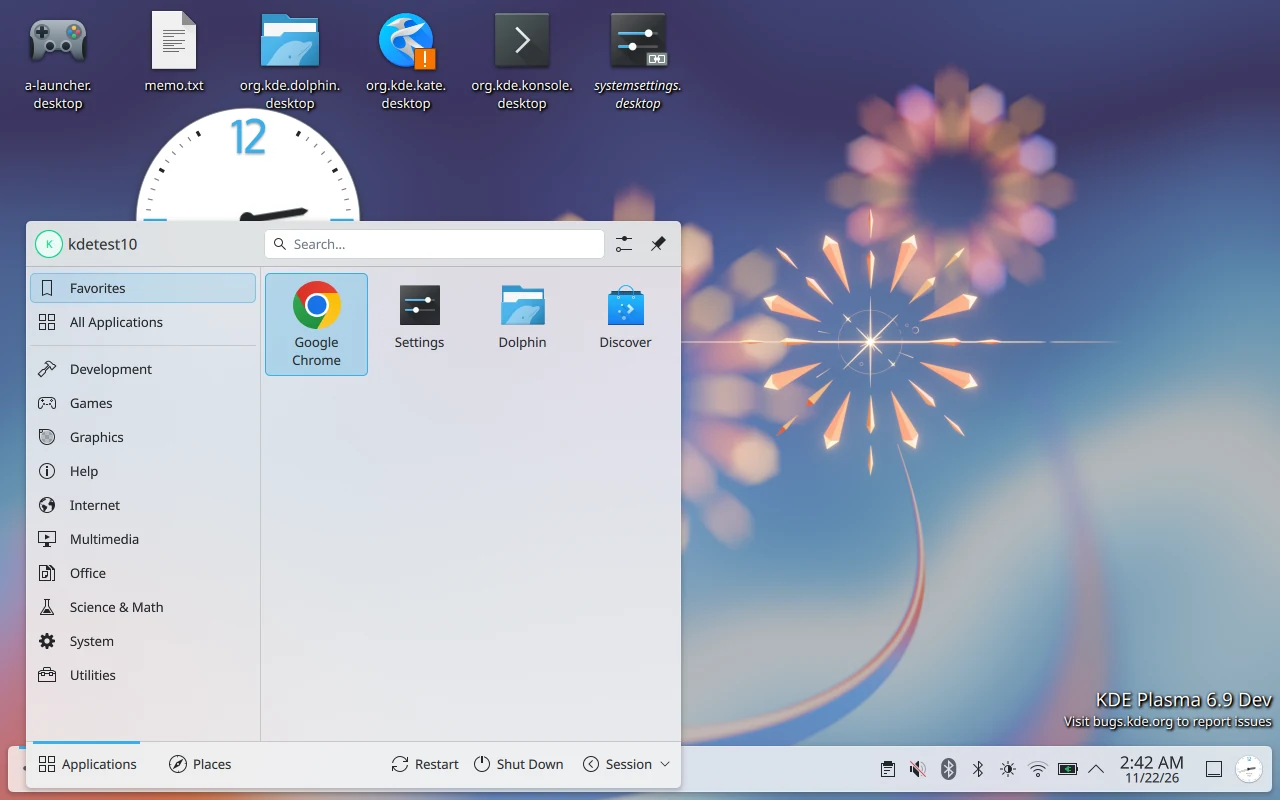 a-launcher.
desktop
memo.txt
org.kde.dolphin.
desktop
org.kde.kate.
desktop
org.kde.konsole.
desktop
systemsettings.
desktop
12
K
kdetest10
Search...
Favorites
All Applications
Development
Games
Graphics
Help
Internet
Multimedia
Office
Science & Math
System
Utilities
Google
Chrome
Settings
Dolphin
Discover
Applications
Places
Restart
Shut Down
Session
KDE Plasma 6.9 Dev
Visit bugs.kde.org to report issues
2:42 AM
11/22/26